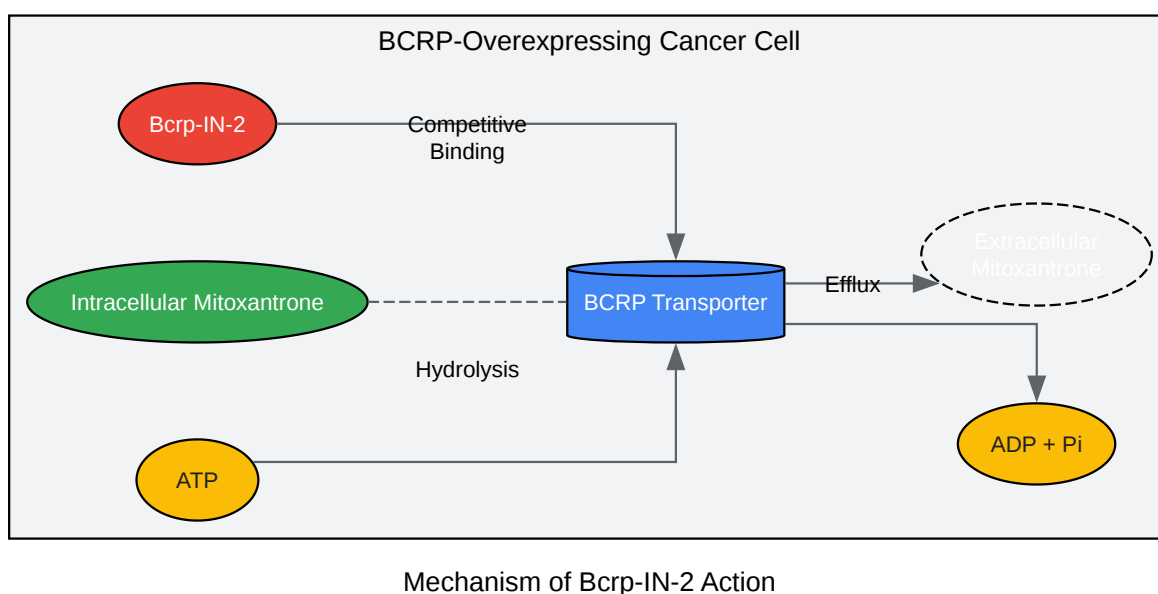 BCRP-Overexpressing Cancer Cell
Bcrp-IN-2
Competitive
Binding
Extracellular
Mitoxantrone
Intracellular Mitoxantrone
BCRP Transporter
Efflux
Hydrolysis
ATP
ADP + Pi
Mechanism of Bcrp-IN-2 Action